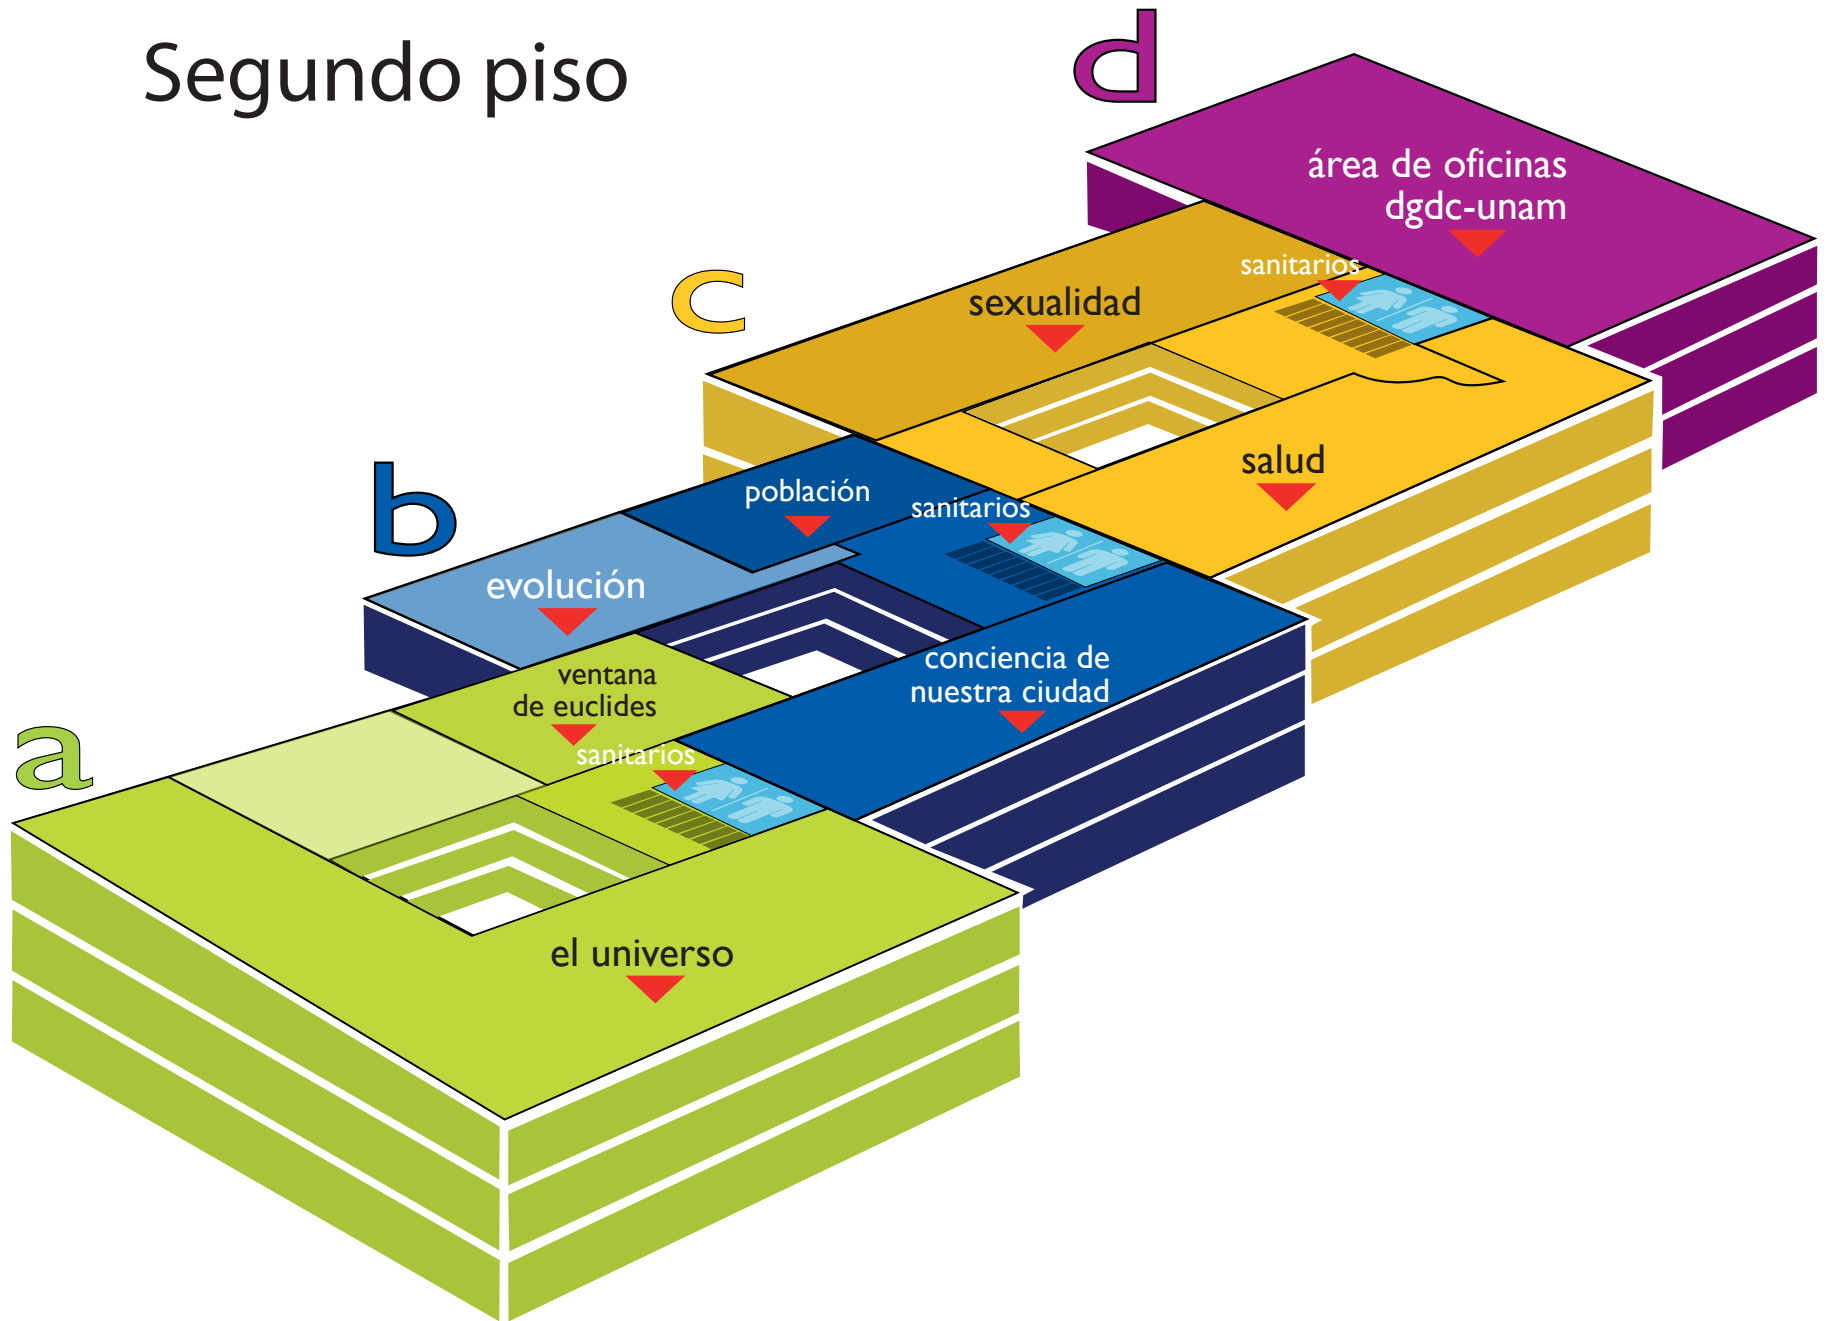 Segundo piso
d
área de oficinas
dgdc-unam
sanitarios
c
sexualidad
salud
b
población
sanitarios
evolución
conciencia de
nuestra ciudad
ventana
de euclides
sanitarios
a
el universo